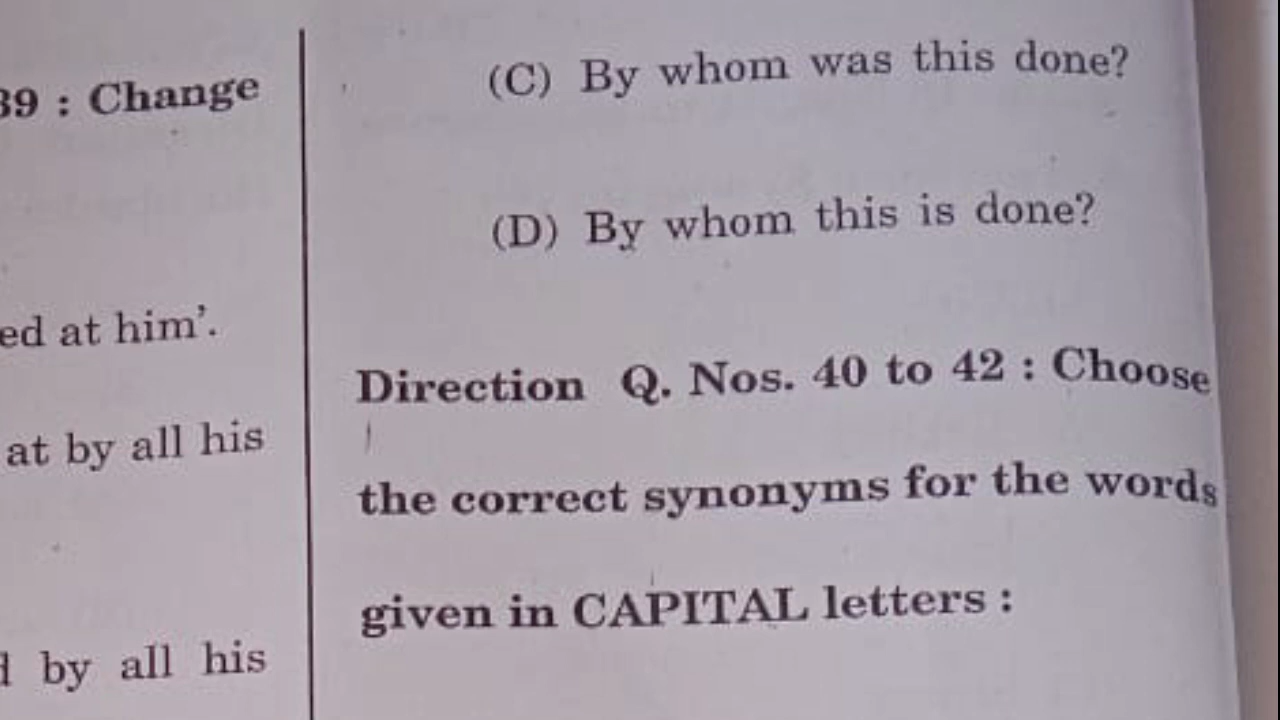 39 : Change
ed at him'.
at by all his
by all his
(C) By whom was this done?
(D) By whom this is done?
Direction Q. Nos. 40 to 42 : Choose
the correct synonyms for the words
given in CAPITAL letters :